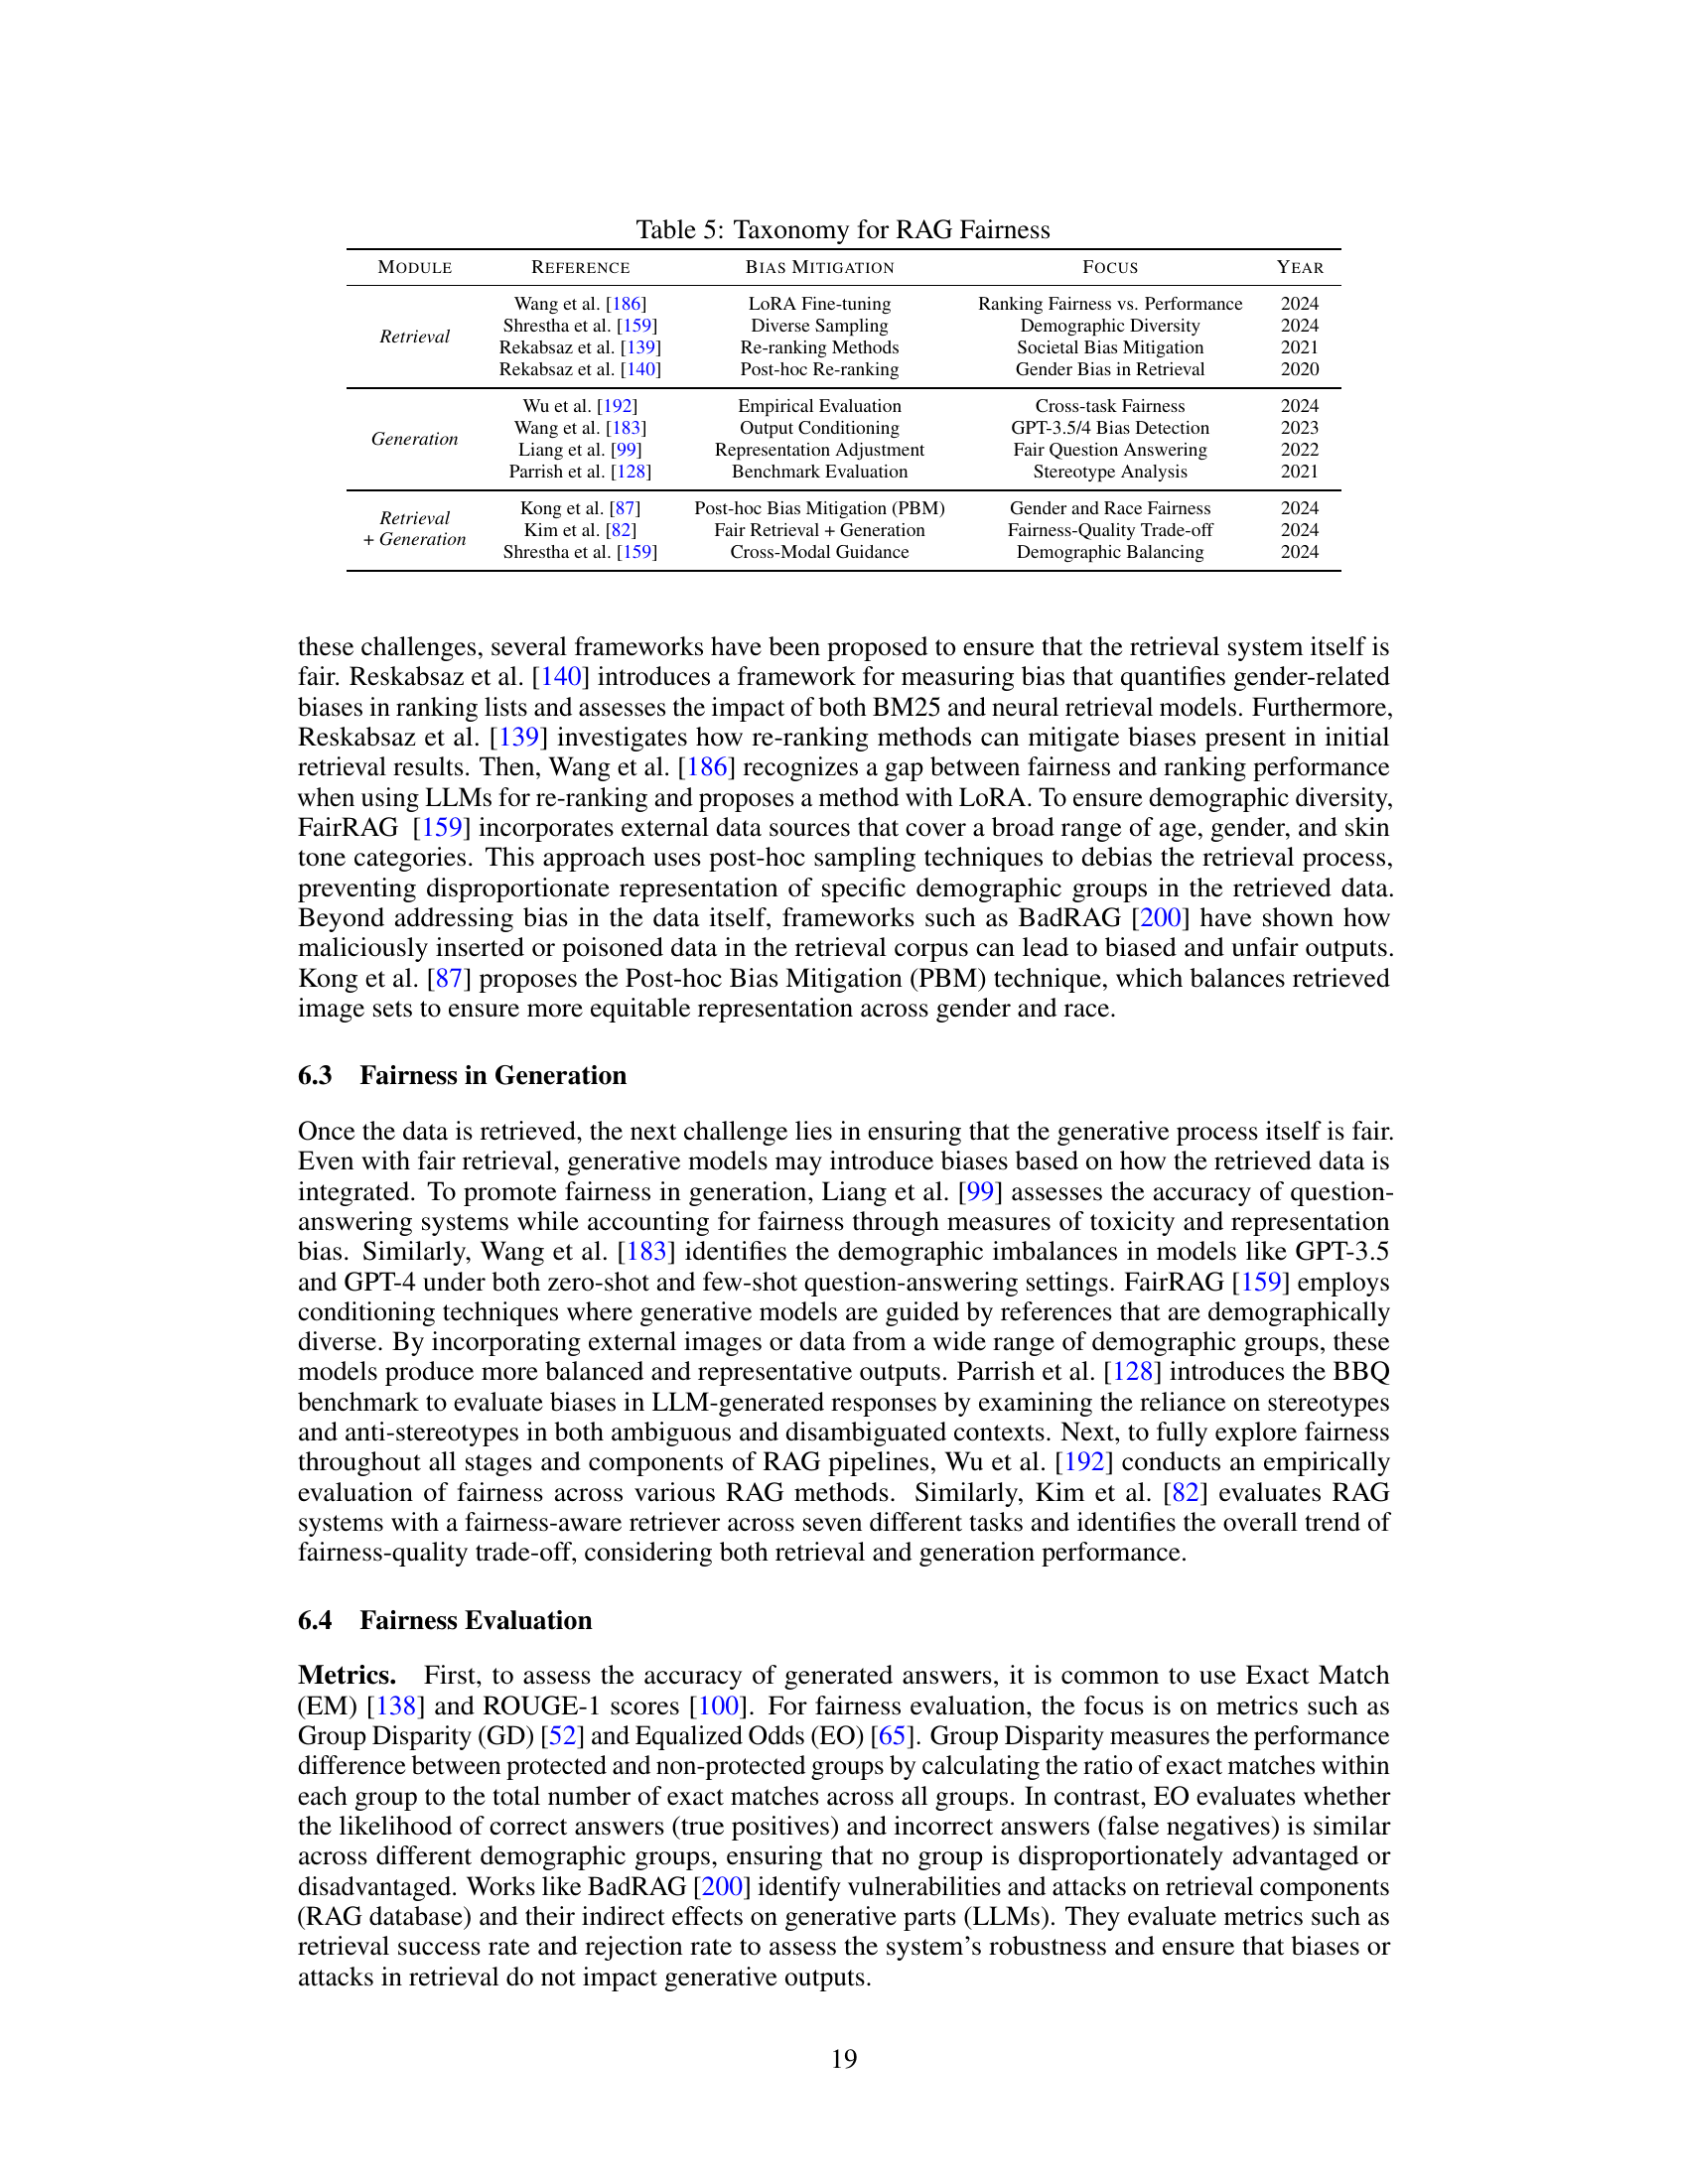 Table 5: Taxonomy for RAG Fairness
MODULE REFERENCE BIAS MITIGATION FOCUS YEAR
Retrieval
Wang et al. [186] LoRA Fine-tuning Ranking Fairness vs. Performance 2024
Shrestha et al. [159] Diverse Sampling Demographic Diversity 2024
Rekabsaz et al. [139] Re-ranking Methods Societal Bias Mitigation 2021
Rekabsaz et al. [140] Post-hoc Re-ranking Gender Bias in Retrieval 2020
Generation
Wu et al. [192] Empirical Evaluation Cross-task Fairness 2024
Wang et al. [183] Output Conditioning GPT-3.5/4 Bias Detection 2023
Liang et al. [99] Representation Adjustment Fair Question Answering 2022
Parrish et al. [128] Benchmark Evaluation Stereotype Analysis 2021
Retrieval
+ Generation
Kong et al. [87] Post-hoc Bias Mitigation (PBM) Gender and Race Fairness 2024
Kim et al. [82] Fair Retrieval + Generation Fairness-Quality Trade-off 2024
Shrestha et al. [159] Cross-Modal Guidance Demographic Balancing 2024
these challenges, several frameworks have been proposed to ensure that the retrieval system itself is
fair. Reskabsaz et al. [140] introduces a framework for measuring bias that quantifies gender-related
biases in ranking lists and assesses the impact of both BM25 and neural retrieval models. Furthermore,
Reskabsaz et al. [139] investigates how re-ranking methods can mitigate biases present in initial
retrieval results. Then, Wang et al. [186] recognizes a gap between fairness and ranking performance
when using LLMs for re-ranking and proposes a method with LoRA. To ensure demographic diversity,
FairRAG [159] incorporates external data sources that cover a broad range of age, gender, and skin
tone categories. This approach uses post-hoc sampling techniques to debias the retrieval process,
preventing disproportionate representation of specific demographic groups in the retrieved data.
Beyond addressing bias in the data itself, frameworks such as BadRAG [200] have shown how
maliciously inserted or poisoned data in the retrieval corpus can lead to biased and unfair outputs.
Kong et al. [87] proposes the Post-hoc Bias Mitigation (PBM) technique, which balances retrieved
image sets to ensure more equitable representation across gender and race.
6.3 Fairness in Generation
Once the data is retrieved, the next challenge lies in ensuring that the generative process itself is fair.
Even with fair retrieval, generative models may introduce biases based on how the retrieved data is
integrated. To promote fairness in generation, Liang et al. [99] assesses the accuracy of question-
answering systems while accounting for fairness through measures of toxicity and representation
bias. Similarly, Wang et al. [183] identifies the demographic imbalances in models like GPT-3.5
and GPT-4 under both zero-shot and few-shot question-answering settings. FairRAG [159] employs
conditioning techniques where generative models are guided by references that are demographically
diverse. By incorporating external images or data from a wide range of demographic groups, these
models produce more balanced and representative outputs. Parrish et al. [128] introduces the BBQ
benchmark to evaluate biases in LLM-generated responses by examining the reliance on stereotypes
and anti-stereotypes in both ambiguous and disambiguated contexts. Next, to fully explore fairness
throughout all stages and components of RAG pipelines, Wu et al. [192] conducts an empirically
evaluation of fairness across various RAG methods. Similarly, Kim et al. [82] evaluates RAG
systems with a fairness-aware retriever across seven different tasks and identifies the overall trend of
fairness-quality trade-off, considering both retrieval and generation performance.
6.4 Fairness Evaluation
Metrics. First, to assess the accuracy of generated answers, it is common to use Exact Match
(EM) [138] and ROUGE-1 scores [100]. For fairness evaluation, the focus is on metrics such as
Group Disparity (GD) [52] and Equalized Odds (EO) [65]. Group Disparity measures the performance
difference between protected and non-protected groups by calculating the ratio of exact matches within
each group to the total number of exact matches across all groups. In contrast, EO evaluates whether
the likelihood of correct answers (true positives) and incorrect answers (false negatives) is similar
across different demographic groups, ensuring that no group is disproportionately advantaged or
disadvantaged. Works like BadRAG [200] identify vulnerabilities and attacks on retrieval components
(RAG database) and their indirect effects on generative parts (LLMs). They evaluate metrics such as
retrieval success rate and rejection rate to assess the system's robustness and ensure that biases or
attacks in retrieval do not impact generative outputs.
19